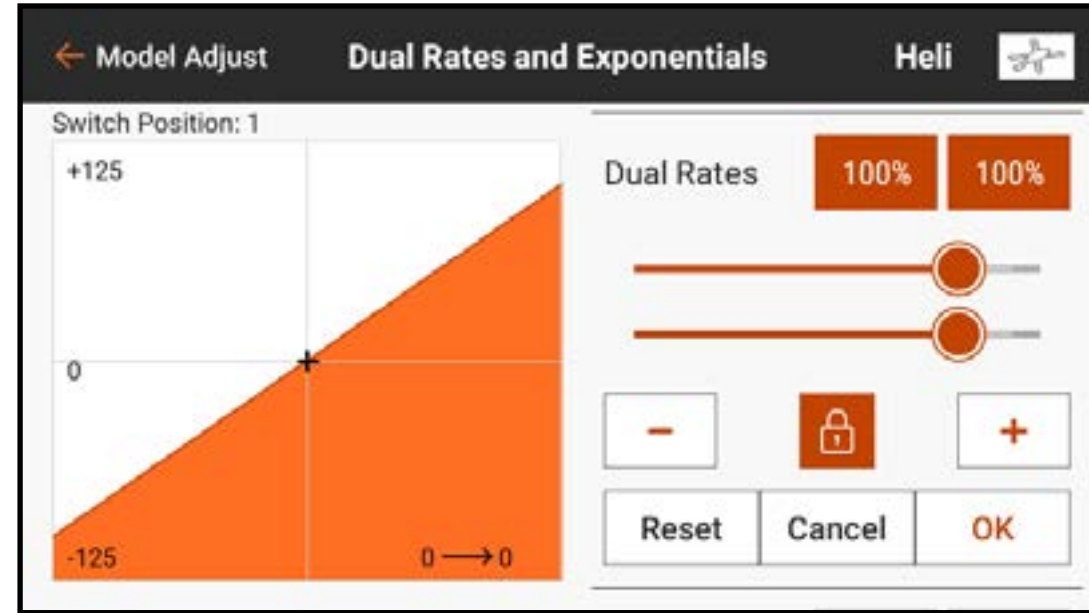 ← Model Adjust Dual Rates and Exponentials Heli
Switch Position: 1
+125
0
-125
0 → 0
Dual Rates 100% 100%
− +
Reset Cancel OK